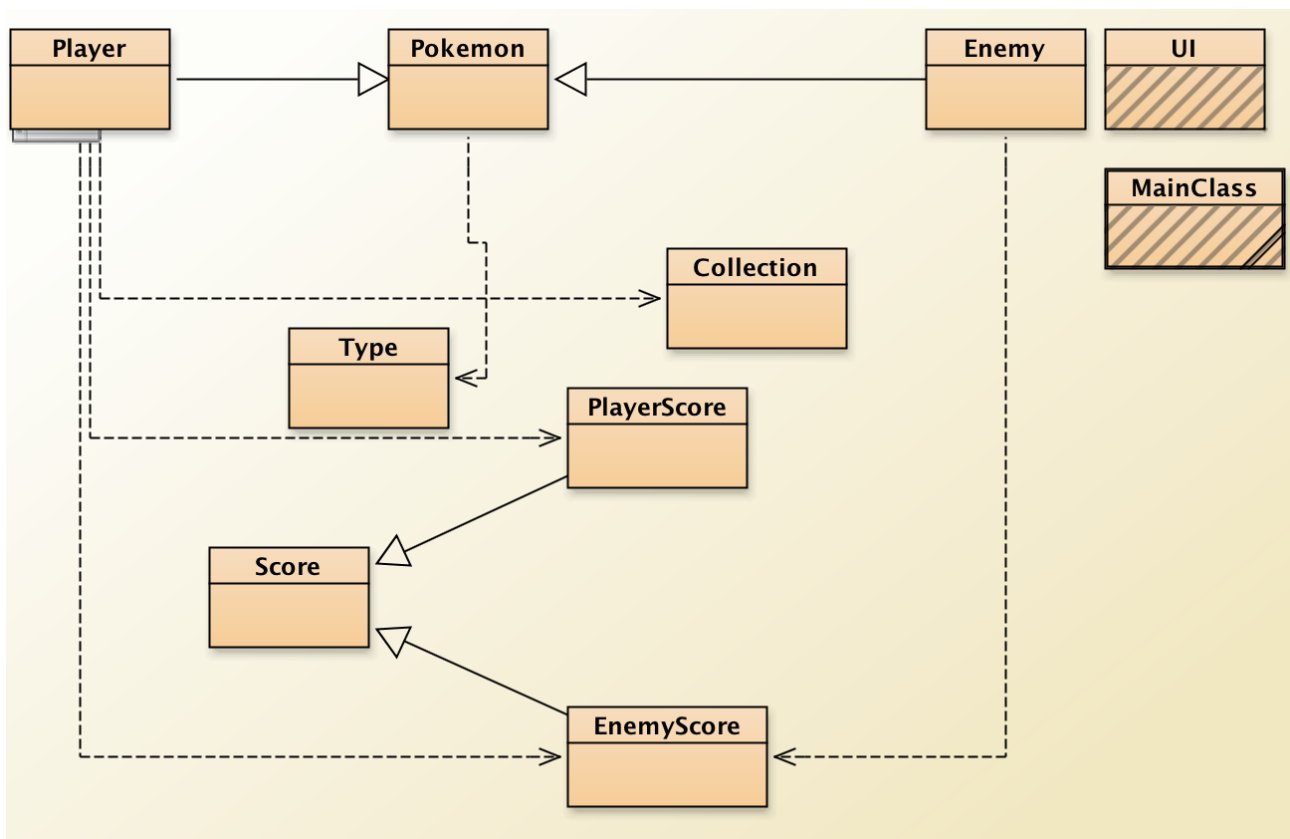 Player
Pokemon
Enemy
UI
MainClass
Collection
Type
PlayerScore
Score
EnemyScore